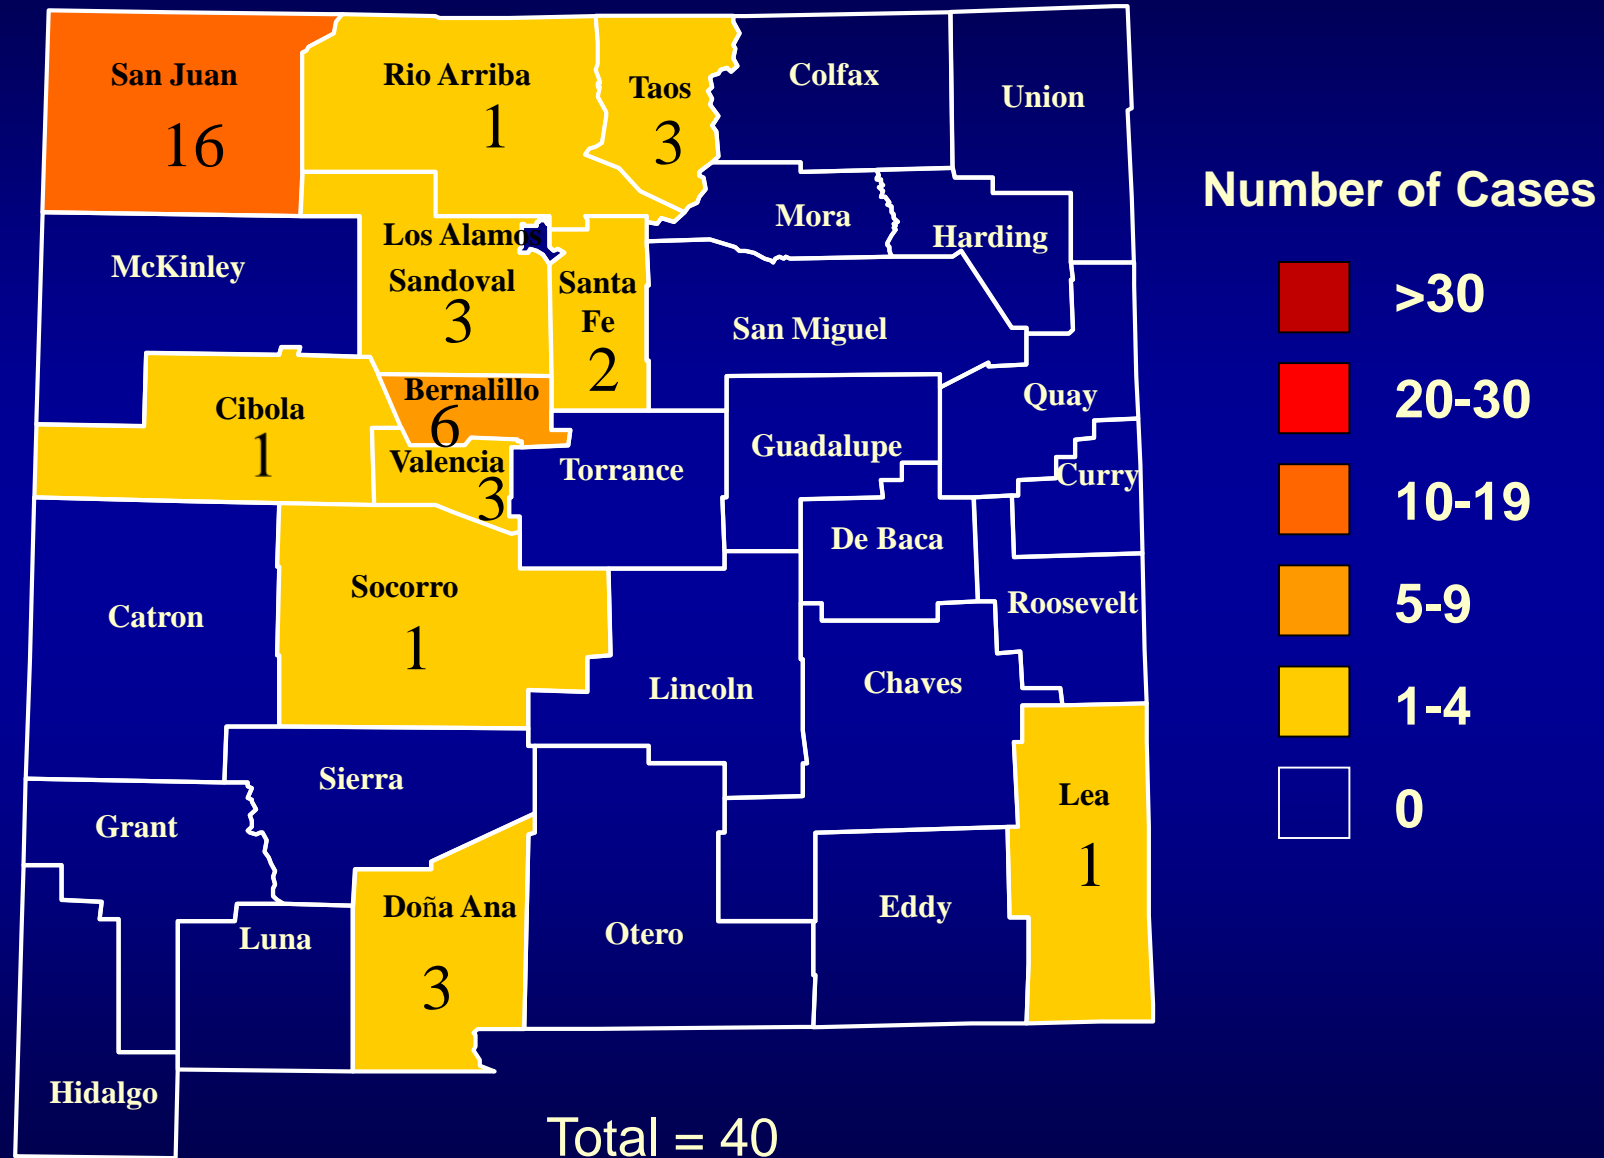 San Juan
16
Rio Arriba
1
Taos
3
Colfax
Union
Mora
Harding
McKinley
Los Alamos
Sandoval
3
Santa
Fe
2
San Miguel
Quay
Cibola
1
Bernalillo
6
Valencia
3
Torrance
Guadalupe
Curry
De Baca
Roosevelt
Catron
Socorro
1
Lincoln
Chaves
Sierra
Grant
Lea
1
Luna
Doña Ana
3
Otero
Eddy
Hidalgo
Total = 40
Number of Cases
>30
20-30
10-19
5-9
1-4
0